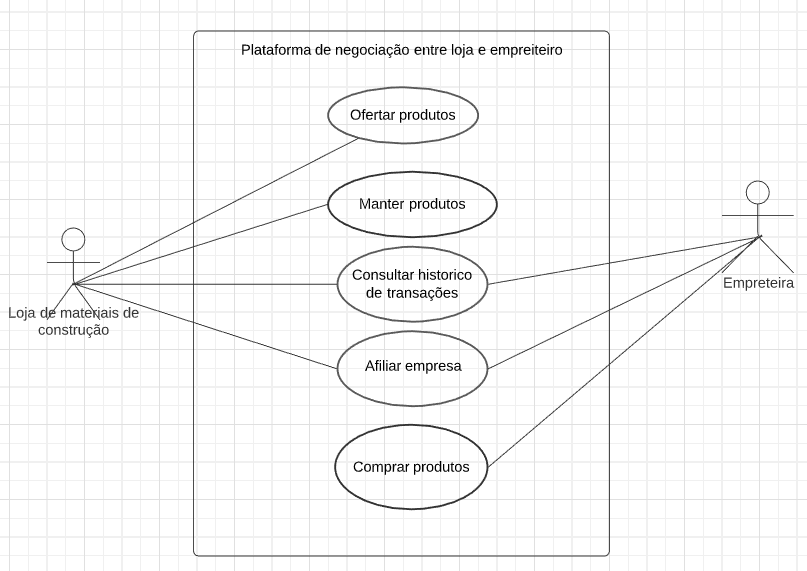 Plataforma de negociação entre loja e empreiteiro
Ofertar produtos
Manter produtos
Consultar historico
de transações
Afiliar empresa
Comprar produtos
Loja de materiais de
construção
Empreteira